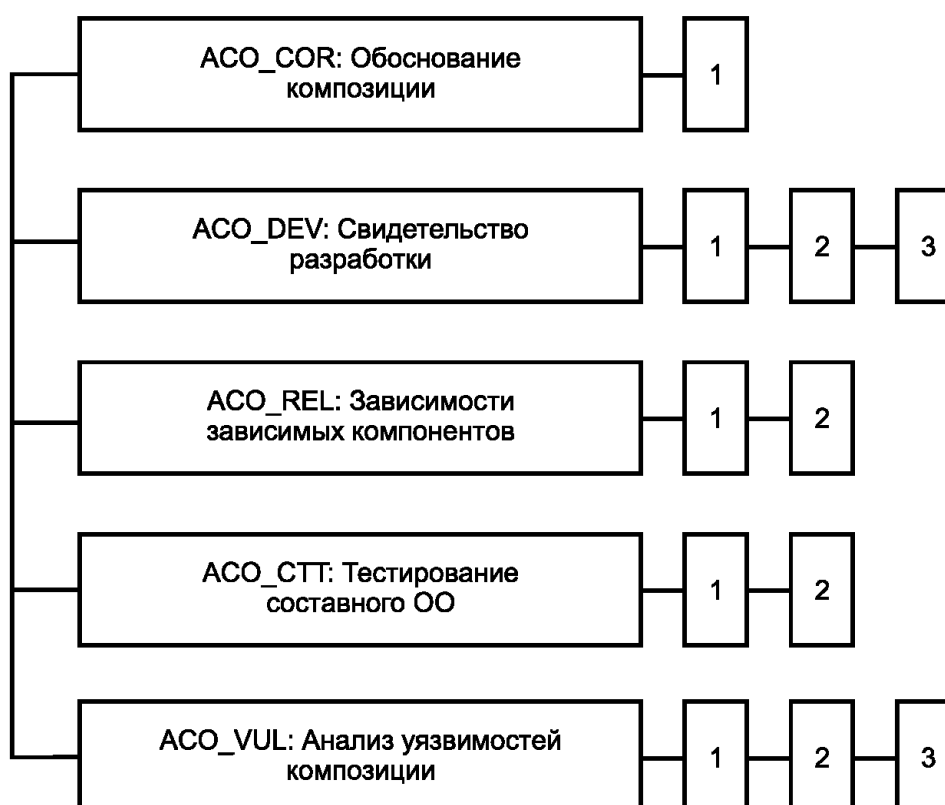 ACO_COR: Обоснование
композиции
1
ACO_DEV: Свидетельство
разработки
1
2
3
ACO_REL: Зависимости
зависимых компонентов
1
2
ACO_CTT: Тестирование
составного ОО
1
2
ACO_VUL: Анализ уязвимостей
композиции
1
2
3